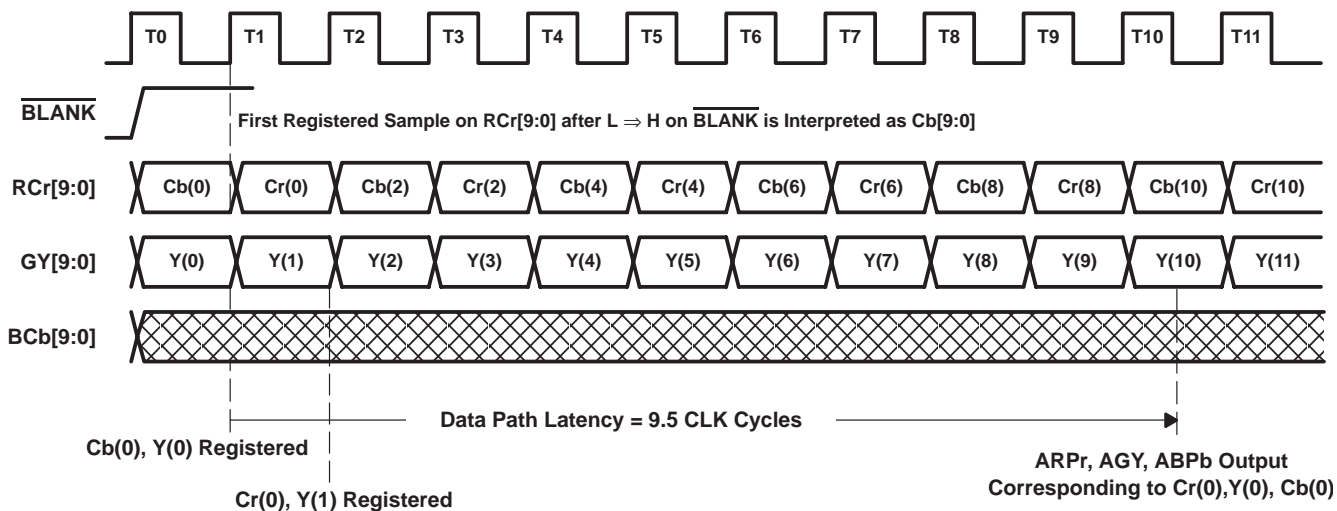 T0 T1 T2 T3 T4 T5 T6 T7 T8 T9 T10 T11
BLANK
First Registered Sample on RCr[9:0] after L ⇒ H on BLANK is Interpreted as Cb[9:0]
RCr[9:0] Cb(0) Cr(0) Cb(2) Cr(2) Cb(4) Cr(4) Cb(6) Cr(6) Cb(8) Cr(8) Cb(10) Cr(10)
GY[9:0] Y(0) Y(1) Y(2) Y(3) Y(4) Y(5) Y(6) Y(7) Y(8) Y(9) Y(10) Y(11)
BCb[9:0]
Data Path Latency = 9.5 CLK Cycles
Cb(0), Y(0) Registered
Cr(0), Y(1) Registered
ARPr, AGY, ABPb Output
Corresponding to Cr(0),Y(0), Cb(0)